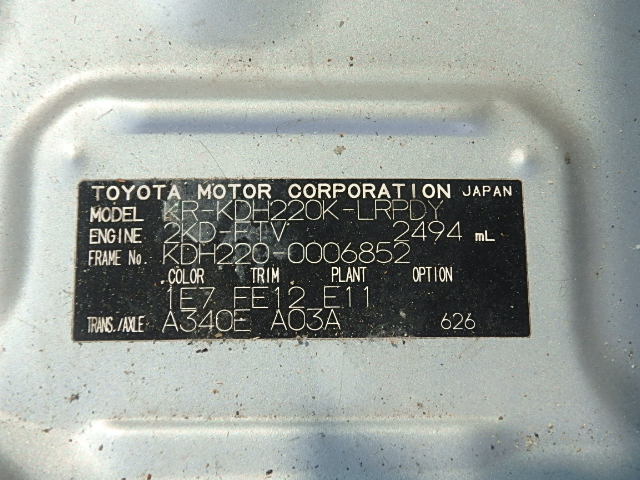 TOYOTA MOTOR CORPORATION JAPAN
MODEL KR-KDH220K-LRPDY
ENGINE 2KD-FTV 2494 mL
FRAME No. KDH220-0006852
COLOR TRIM PLANT OPTION
1E7 FE12 E11
TRANS./AXLE A340E A03A 626